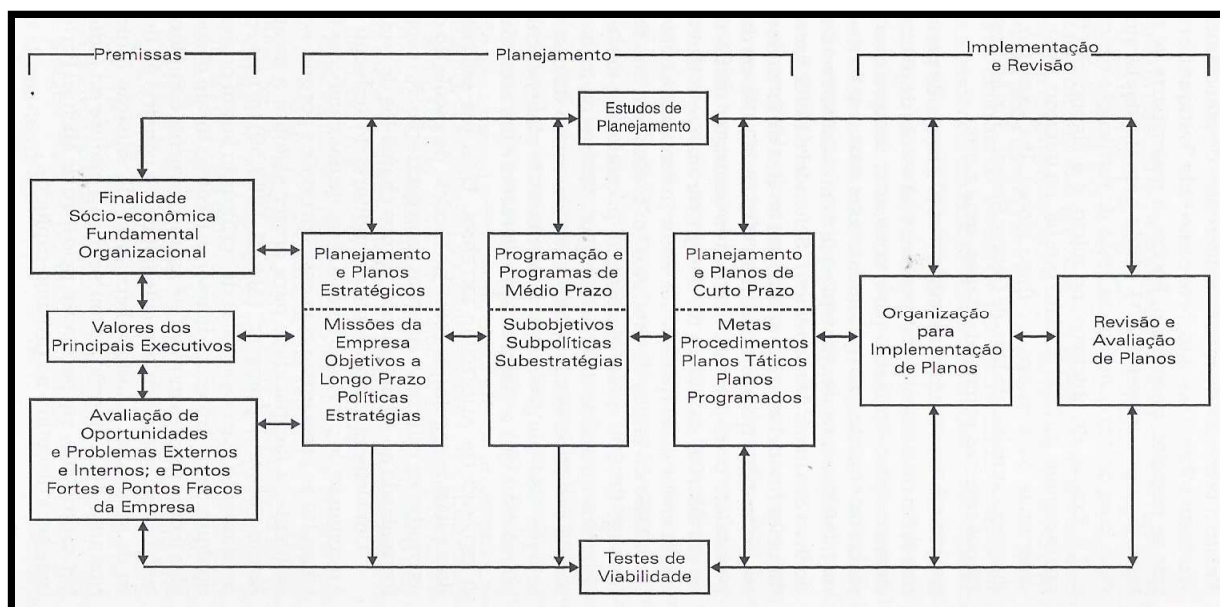 Premissas
Planejamento
Implementação
e Revisão
Estudos de
Planejamento
Finalidade
Sócio-econômica
Fundamental
Organizacional
Valores dos
Principais Executivos
Avaliação de
Oportunidades
e Problemas Externos
e Internos; e Pontos
Fortes e Pontos Fracos
da Empresa
Planejamento
e Planos
Estratégicos
Missões da
Empresa
Objetivos a
Longo Prazo
Políticas
Estratégias
Programação e
Programas de
Médio Prazo
Subobjetivos
Subpolíticas
Subestratégias
Planejamento
e Planos de
Curto Prazo
Metas
Procedimentos
Planos Táticos
Planos
Programados
Organização
para
Implementação
de Planos
Revisão e
Avaliação
de Planos
Testes de
Viabilidade